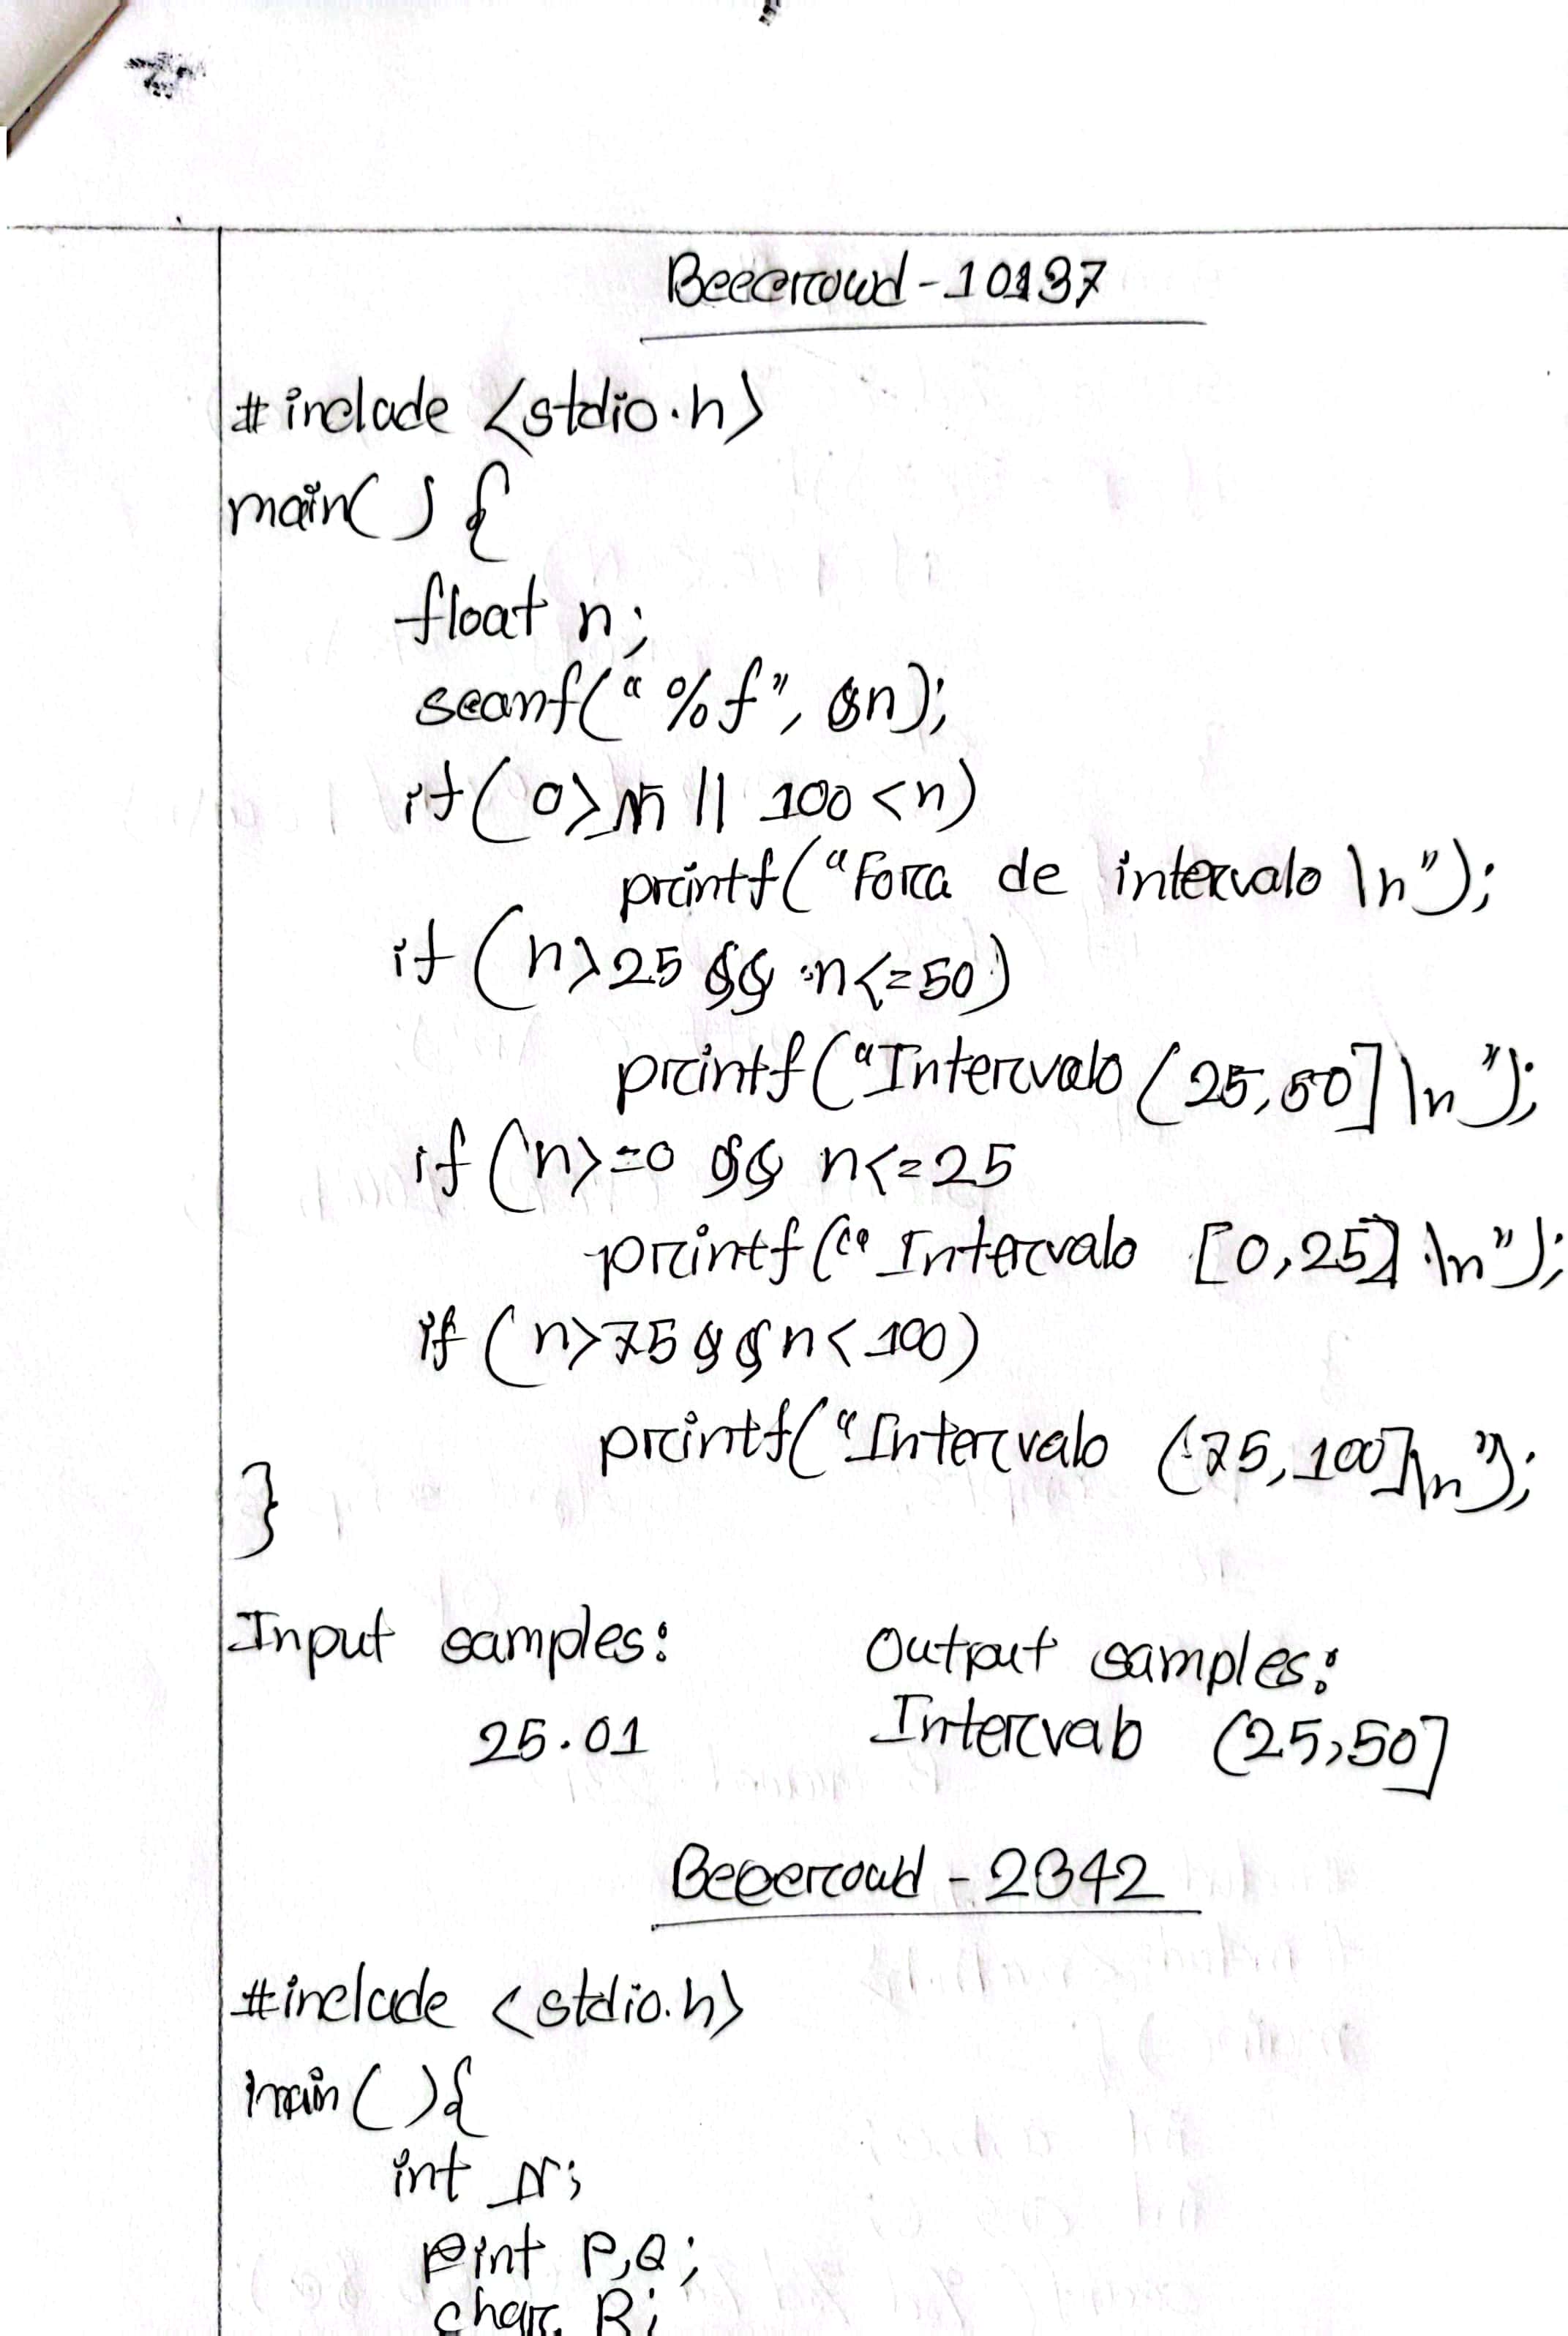 Beecrowd - 10137
#include <stdio.h>
main() {
float n;
scanf("%f", &n);
if (0>n || 100<n)
printf("Fora de intervalo \n");
if (n>25 && n<=50)
printf("Intervalo (25,50] \n");
if (n>=0 && n<=25
printf("Intervalo [0,25] \n");
if (n>75 && n<100)
printf("Intervalo (75,100]\n");
}
Input samples: Output samples:
25.01 Intervalo (25,50]
Beecrowd - 2342
#include <stdio.h>
main(){
int N;
int P,Q;
char R;